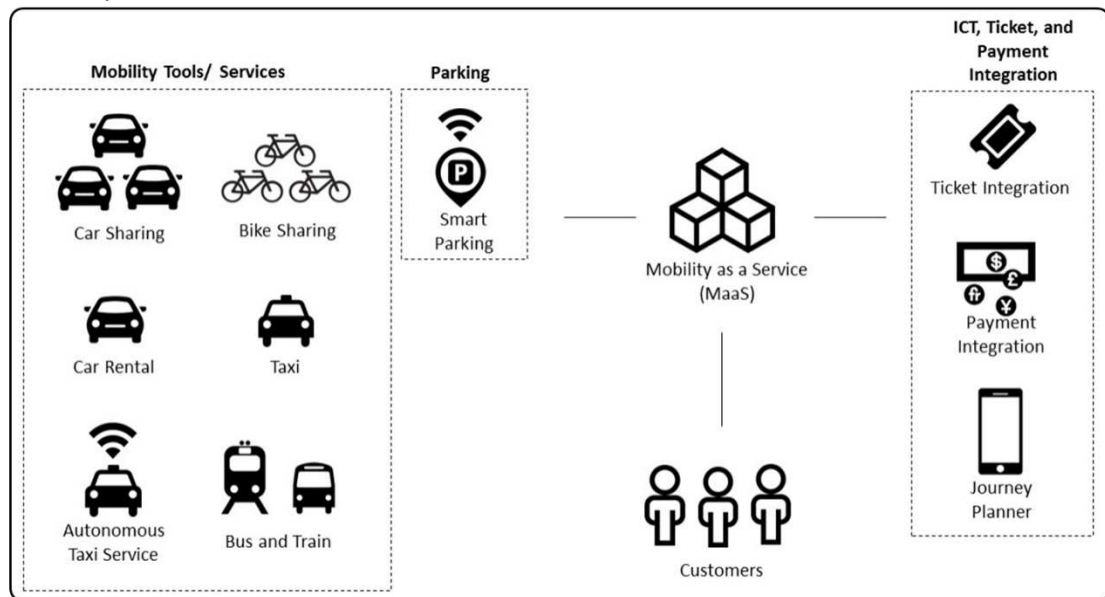 Mobility Tools/ Services
Car Sharing
Bike Sharing
Car Rental
Taxi
Autonomous
Taxi Service
Bus and Train
Parking
P
Smart
Parking
Mobility as a Service
(MaaS)
Customers
ICT, Ticket, and
Payment
Integration
Ticket Integration
$
£
¥
Payment
Integration
Journey
Planner